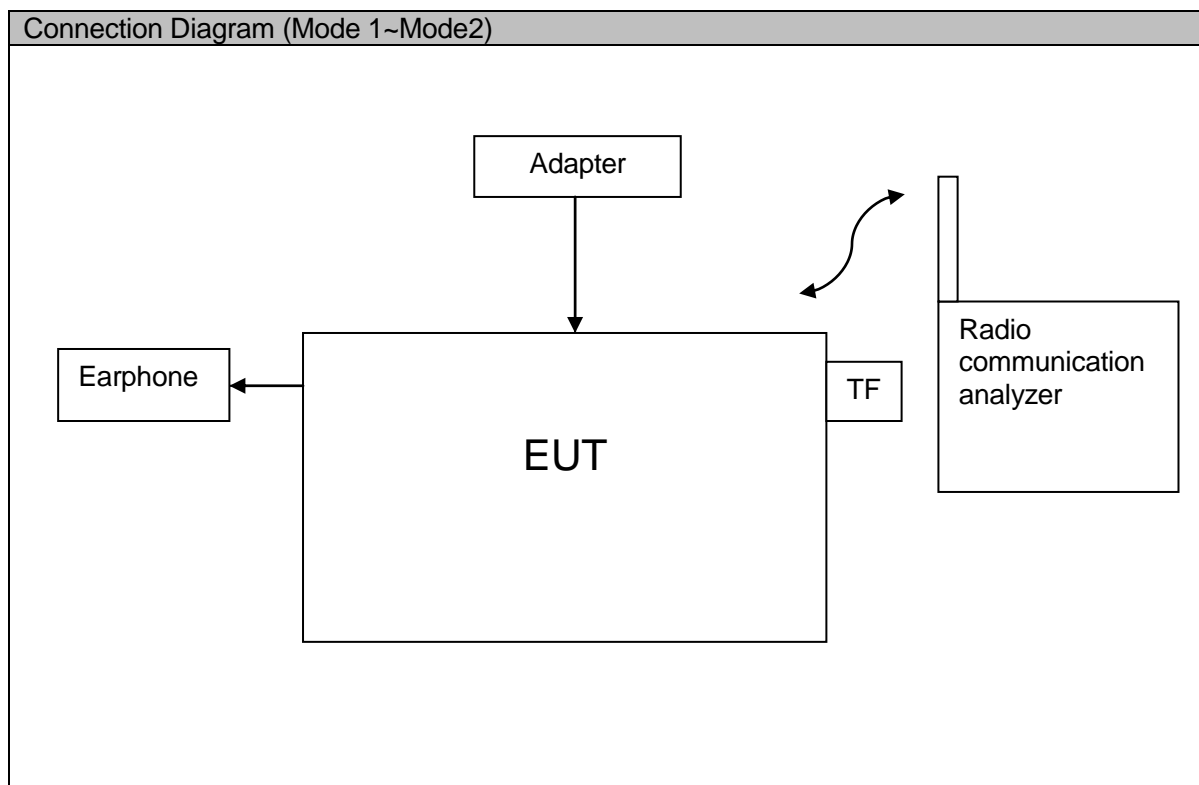 Connection Diagram (Mode 1~Mode2)
Adapter
Earphone
EUT
TF
Radio
communication
analyzer